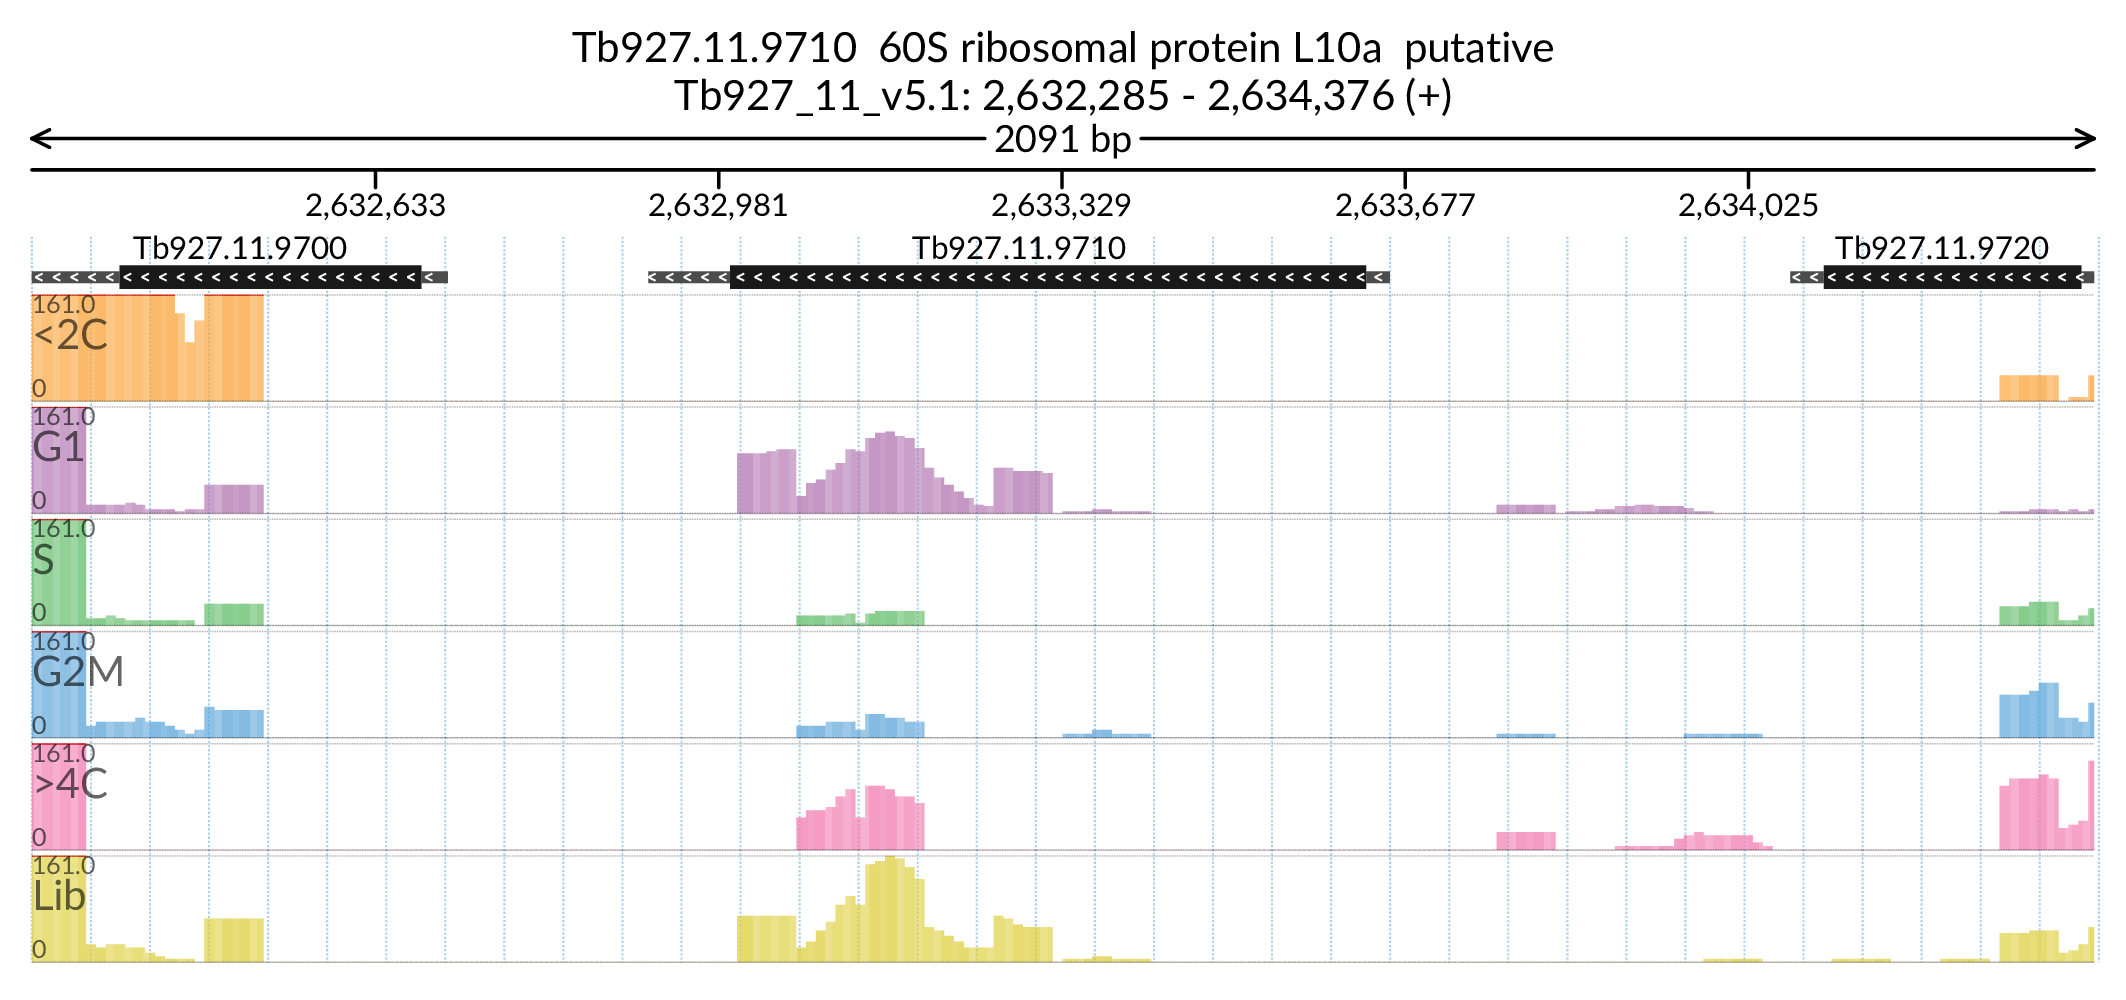 Tb927.11.9710  60S ribosomal protein L10a  putative
Tb927_11_v5.1: 2,632,285 - 2,634,376 (+)
2091 bp
2,632,633 2,632,981 2,633,329 2,633,677 2,634,025
Tb927.11.9700 Tb927.11.9710 Tb927.11.9720
161.0
<2C
0
161.0
G1
0
161.0
S
0
161.0
G2M
0
161.0
>4C
0
161.0
Lib
0